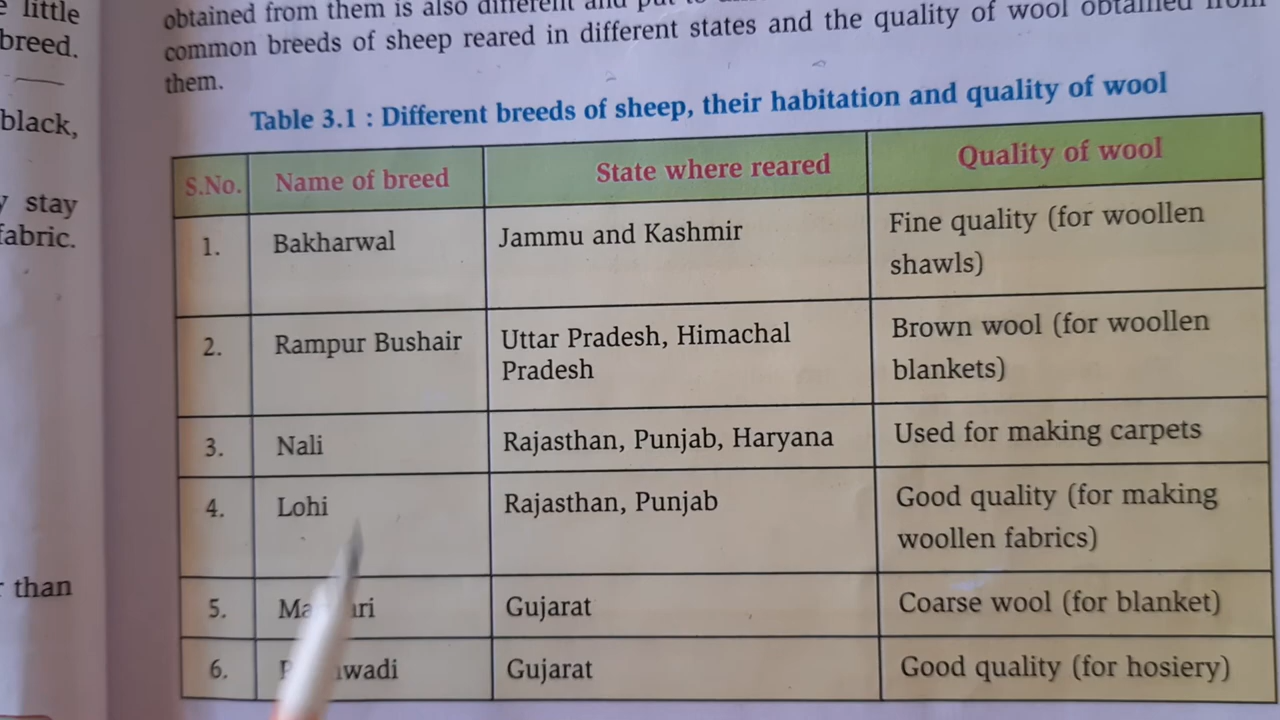 little
breed.
black,
stay
fabric.
than
obtained from them is also different and put to
common breeds of sheep reared in different states and the quality of wool obtained from
them.
Table 3.1 : Different breeds of sheep, their habitation and quality of wool
S.No. Name of breed State where reared Quality of wool
1. Bakharwal Jammu and Kashmir Fine quality (for woollen
shawls)
2. Rampur Bushair Uttar Pradesh, Himachal Brown wool (for woollen
Pradesh blankets)
3. Nali Rajasthan, Punjab, Haryana Used for making carpets
4. Lohi Rajasthan, Punjab Good quality (for making
woollen fabrics)
5. Gujarat Coarse wool (for blanket)
6. Gujarat Good quality (for hosiery)